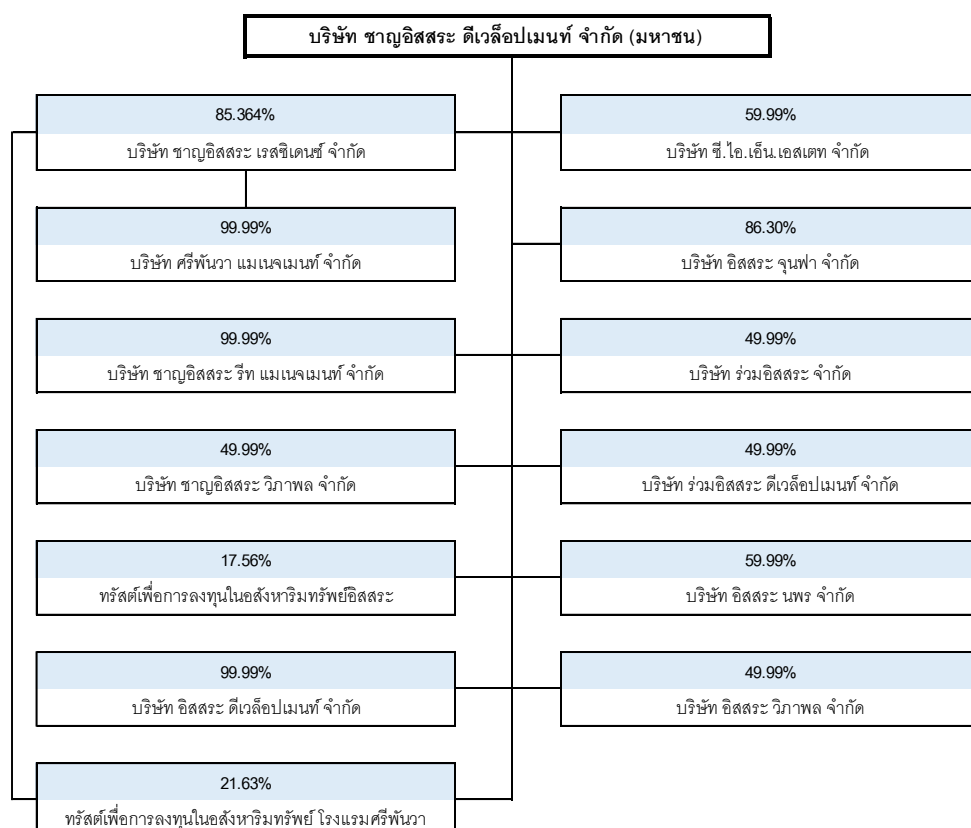 บริษัท ชาญอิสสระ ดีเวล็อปเมนท์ จำกัด (มหาชน)
85.364%
บริษัท ชาญอิสสระ เรสซิเดนซ์ จำกัด
59.99%
บริษัท ซี.ไอ.เอ็น.เอสเตท จำกัด
99.99%
บริษัท ศรีพันวา แมเนจเมนท์ จำกัด
86.30%
บริษัท อิสสระ จุนฟา จำกัด
99.99%
บริษัท ชาญอิสสระ รีท แมเนจเมนท์ จำกัด
49.99%
บริษัท ร่วมอิสสระ จำกัด
49.99%
บริษัท ชาญอิสสระ วิภาพล จำกัด
49.99%
บริษัท ร่วมอิสสระ ดีเวล็อปเมนท์ จำกัด
17.56%
ทรัสต์เพื่อการลงทุนในอสังหาริมทรัพย์อิสสระ
59.99%
บริษัท อิสสระ นพร จำกัด
99.99%
บริษัท อิสสระ ดีเวล็อปเมนท์ จำกัด
49.99%
บริษัท อิสสระ วิภาพล จำกัด
21.63%
ทรัสต์เพื่อการลงทุนในอสังหาริมทรัพย์ โรงแรมศรีพันวา